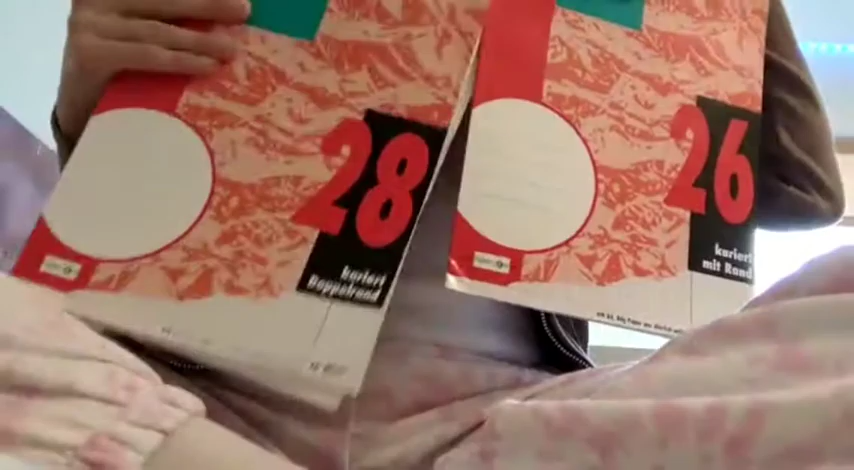 28
kariert
Doppelrand
26
kariert
mit Rand